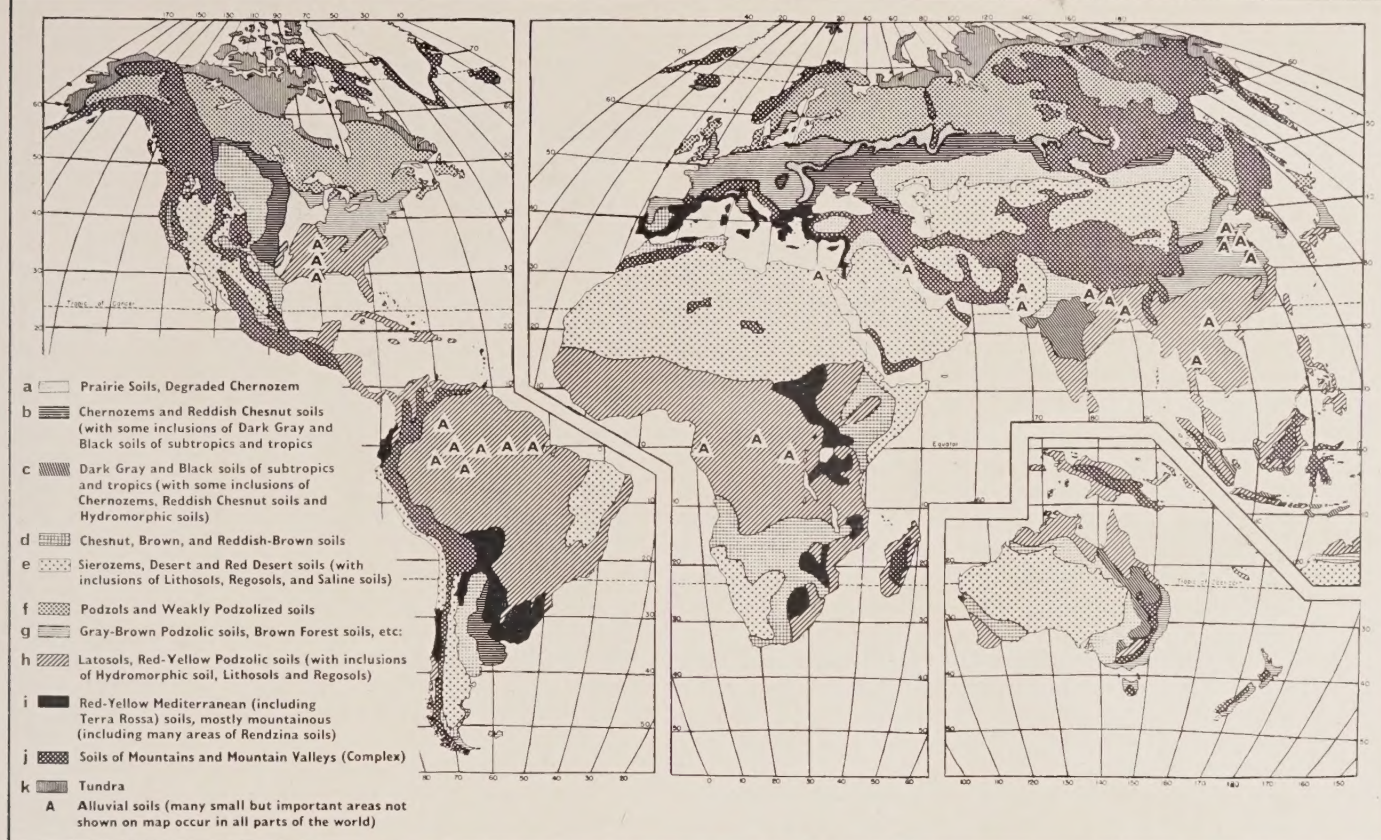 a Prairie Soils, Degraded Chernozem
b Chernozems and Reddish Chesnut soils
(with some inclusions of Dark Gray and
Black soils of subtropics and tropics
c Dark Gray and Black soils of subtropics
and tropics (with some inclusions of
Chernozems, Reddish Chesnut soils and
Hydromorphic soils)
d Chesnut, Brown, and Reddish-Brown soils
e Sierozems, Desert and Red Desert soils (with
inclusions of Lithosols, Regosols, and Saline soils)
f Podzols and Weakly Podzolized soils
g Gray-Brown Podzolic soils, Brown Forest soils, etc:
h Latosols, Red-Yellow Podzolic soils (with inclusions
of Hydromorphic soil, Lithosols and Regosols)
i Red-Yellow Mediterranean (including
Terra Rossa) soils, mostly mountainous
(including many areas of Rendzina soils)
j Soils of Mountains and Mountain Valleys (Complex)
k Tundra
A Alluvial soils (many small but important areas not
shown on map occur in all parts of the world)
Tropic of Cancer
Equator